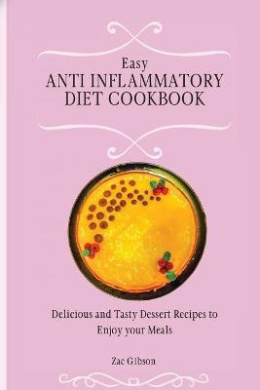 Easy
ANTI INFLAMMATORY
DIET COOKBOOK
Delicious and Tasty Dessert Recipes to
Enjoy your Meals
Zac Gibson